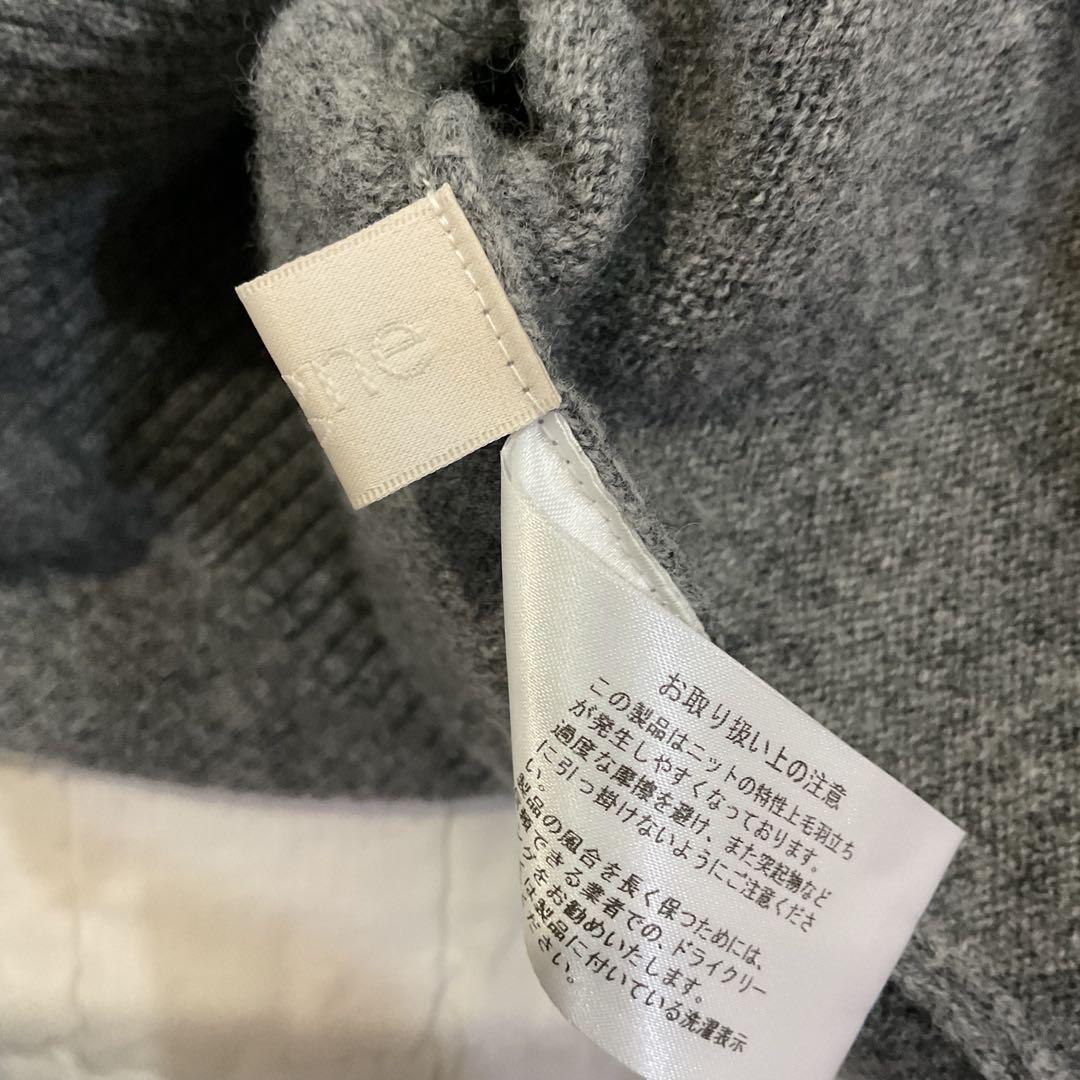 me
お取り扱い上の注意
この製品はニットの特性上毛羽立ち
が発生しやすくなっております。
過度な摩擦を避け、また突起物など
に引っ掛けないようにご注意くださ
い。
製品の風合を長く保つためには、
頼できる業者での、ドライクリー
ングをお勧めいたします。
は製品に付いている洗濯表示
ださい。